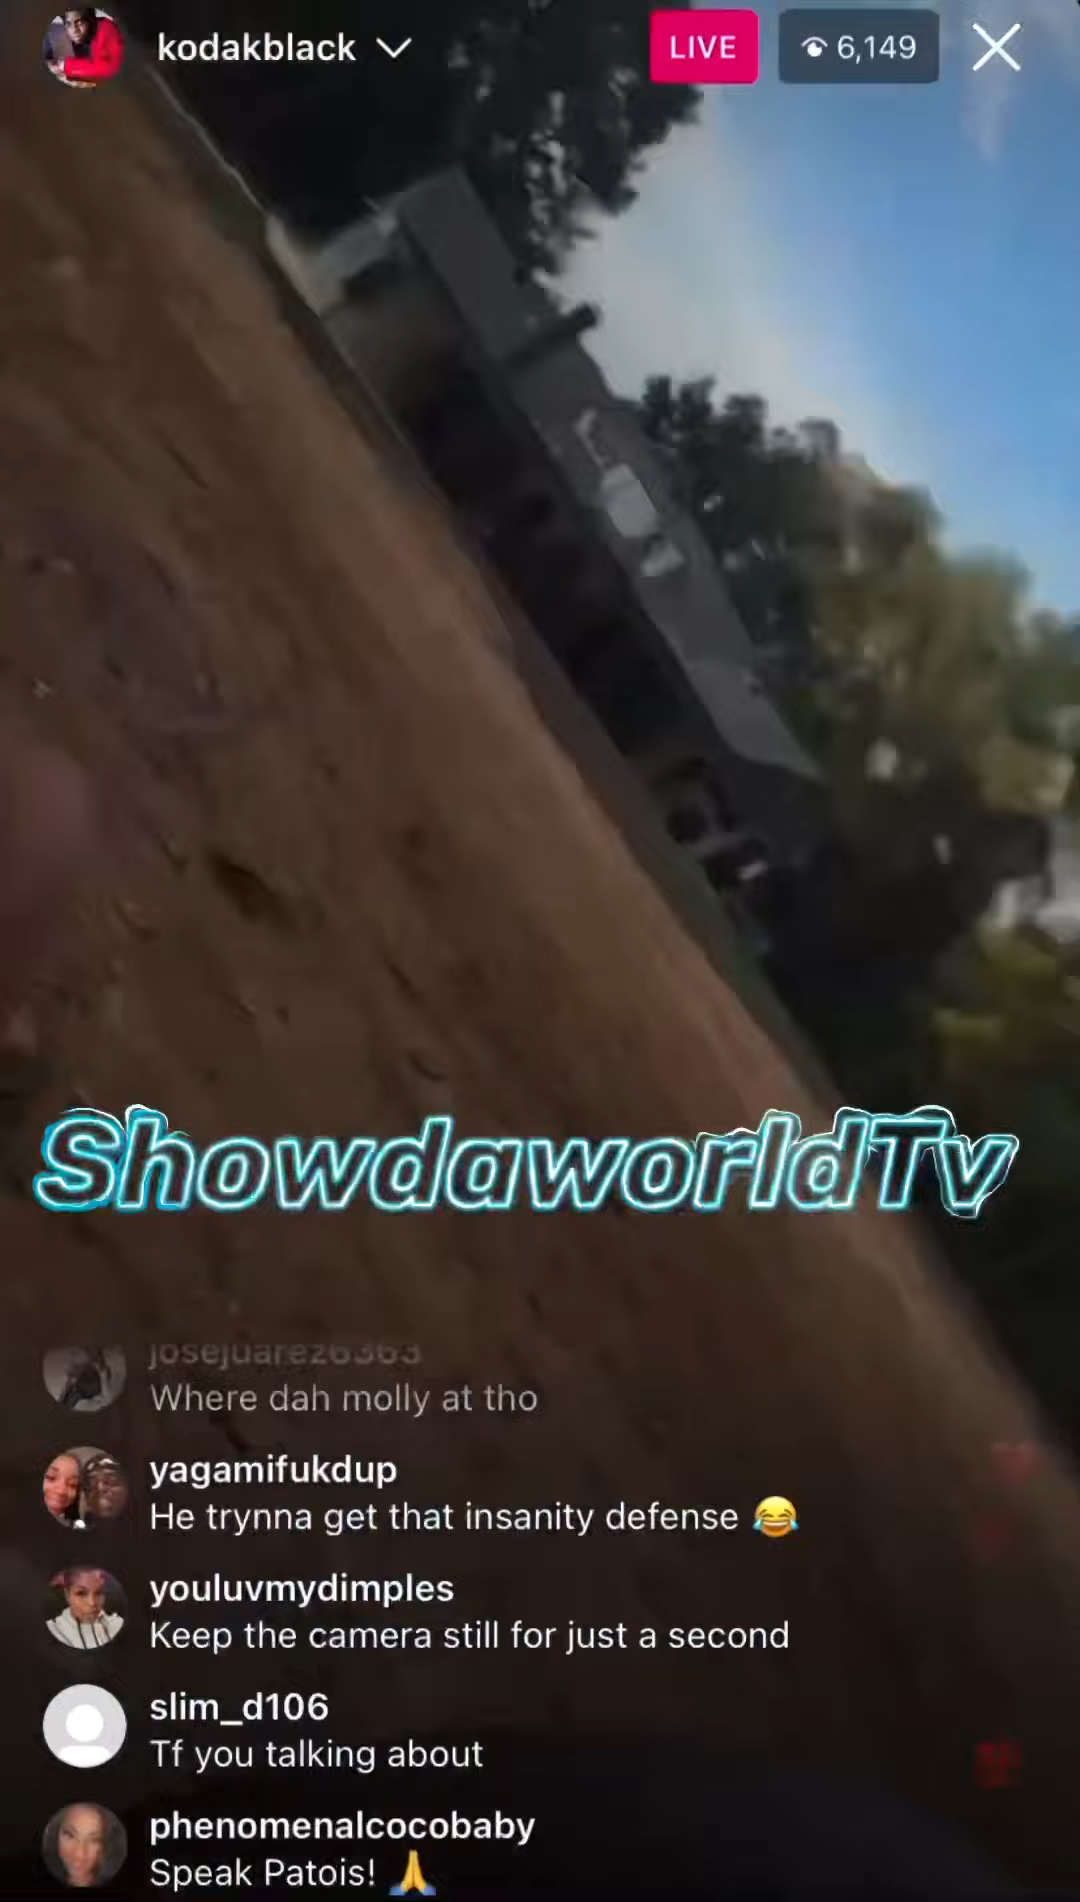 kodakblack
LIVE
6,149
ShowdaworldTv
josejuarez6363
Where dah molly at tho
yagamifukdup
He trynna get that insanity defense 😂
youluvmydimples
Keep the camera still for just a second
slim_d106
Tf you talking about
phenomenalcocobaby
Speak Patois! 🙏